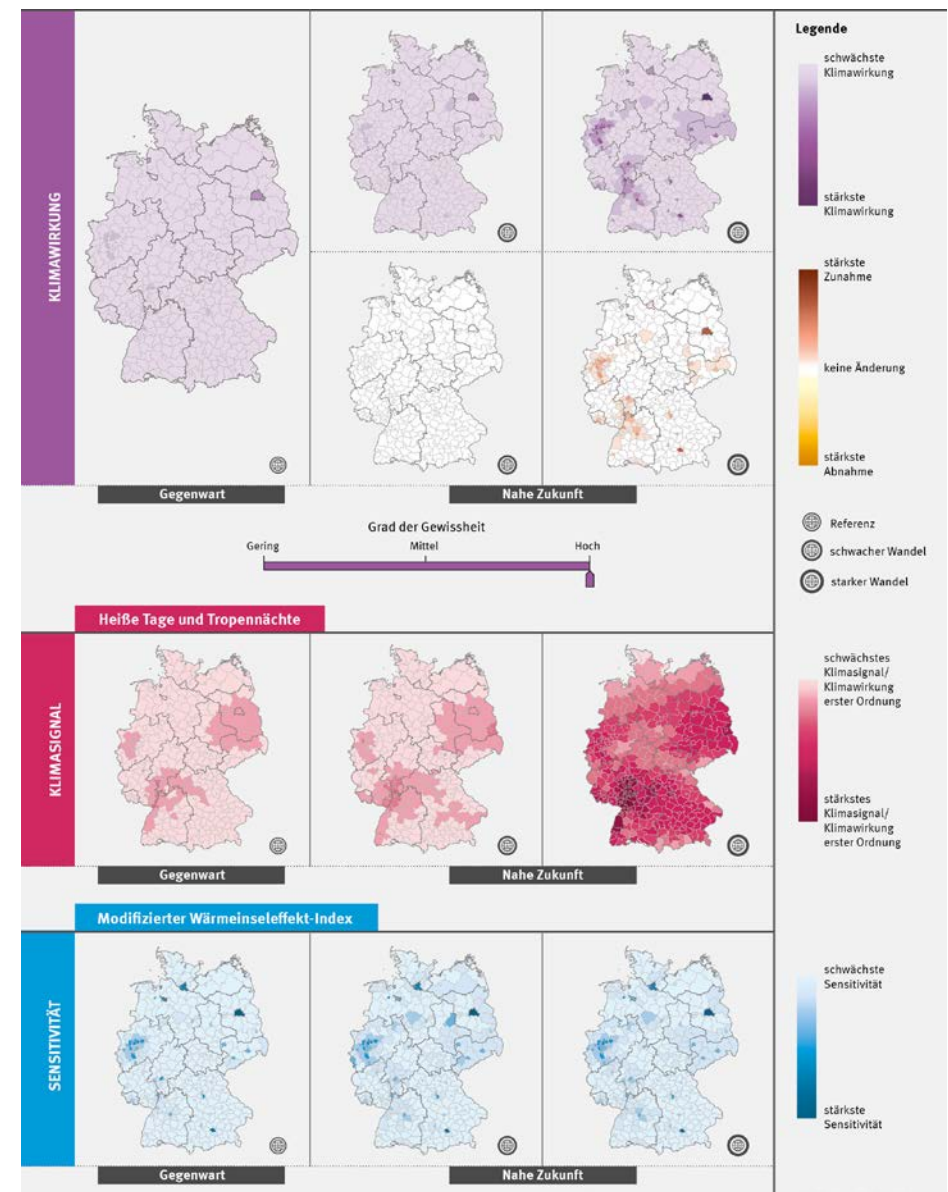 KLIMAWIRKUNG
Gegenwart
Nahe Zukunft
Grad der Gewissheit
Gering
Mittel
Hoch
Heiße Tage und Tropennächte
KLIMASIGNAL
Gegenwart
Nahe Zukunft
Modifizierter Wärmeinseleffekt-Index
SENSITIVITÄT
Gegenwart
Nahe Zukunft
Legende
schwächste
Klimawirkung
stärkste
Klimawirkung
stärkste
Zunahme
keine Änderung
stärkste
Abnahme
Referenz
schwacher Wandel
starker Wandel
schwächstes
Klimasignal/
Klimawirkung
erster Ordnung
stärkstes
Klimasignal/
Klimawirkung
erster Ordnung
schwächste
Sensitivität
stärkste
Sensitivität